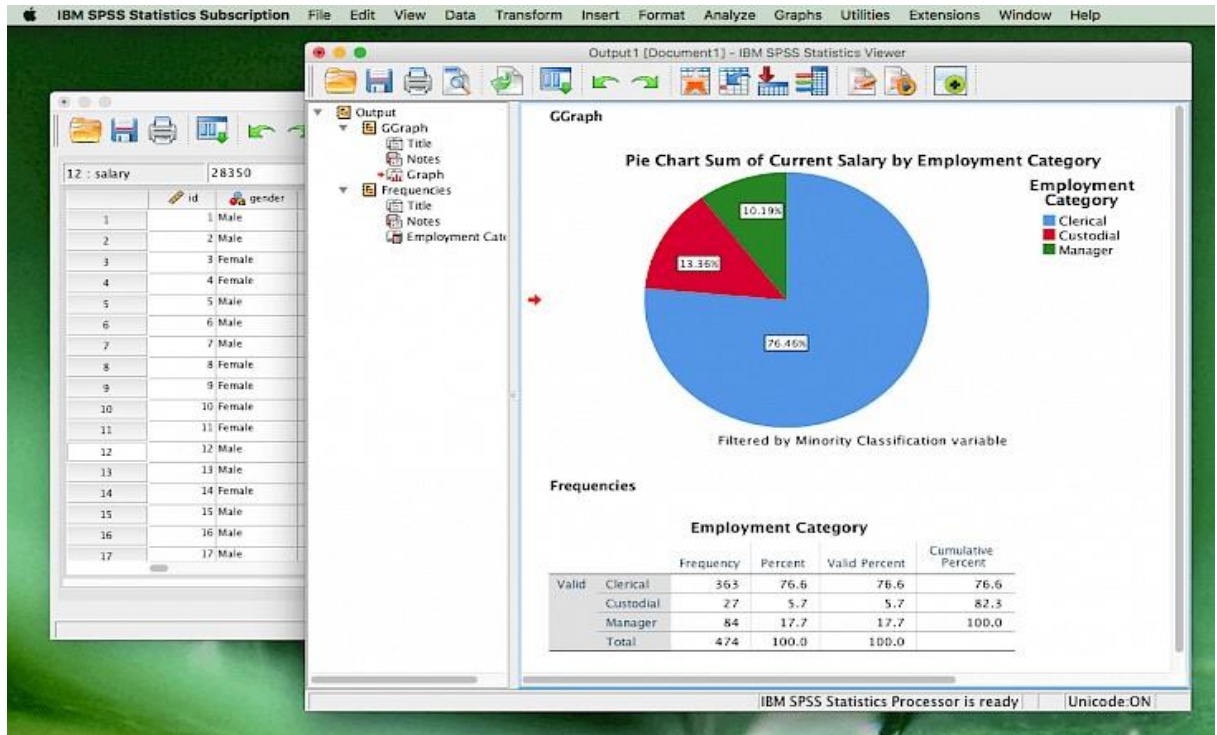 IBM SPSS Statistics Subscription File Edit View Data Transform Insert Format Analyze Graphs Utilities Extensions Window Help
Output1 [Document1] - IBM SPSS Statistics Viewer
12 : salary 28350
id gender
1 1 Male
2 2 Male
3 3 Female
4 4 Female
5 5 Male
6 6 Male
7 7 Male
8 8 Female
9 9 Female
10 10 Female
11 11 Female
12 12 Male
13 13 Male
14 14 Female
15 15 Male
16 16 Male
17 17 Male
Output
GGraph
Title
Notes
Graph
Frequencies
Title
Notes
Employment Cate
GGraph
Pie Chart Sum of Current Salary by Employment Category
Employment
Category
Clerical
Custodial
Manager
10.19%
13.36%
76.46%
Filtered by Minority Classification variable
Frequencies
Employment Category
Frequency Percent Valid Percent Cumulative Percent
Valid Clerical 363 76.6 76.6 76.6
Custodial 27 5.7 5.7 82.3
Manager 84 17.7 17.7 100.0
Total 474 100.0 100.0
IBM SPSS Statistics Processor is ready Unicode:ON